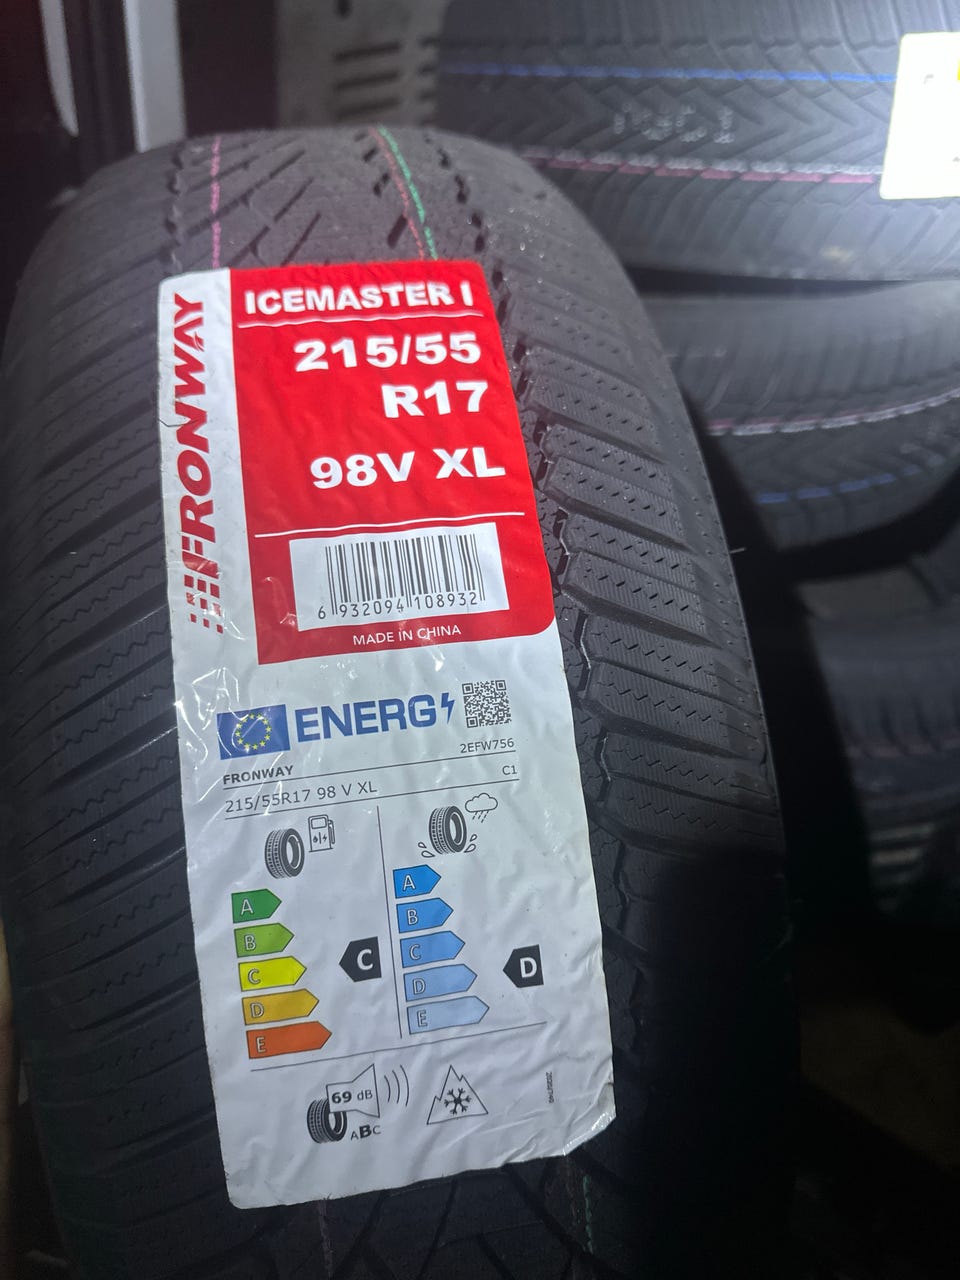 FRONWAY
ICEMASTER I
215/55
R17
98V XL
6 932094 108932
MADE IN CHINA
ENERG
FRONWAY
2EFW756
215/55R17 98 V XL
C1
A
B
C
D
E
C
A
B
C
D
E
D
69 dB
ABC